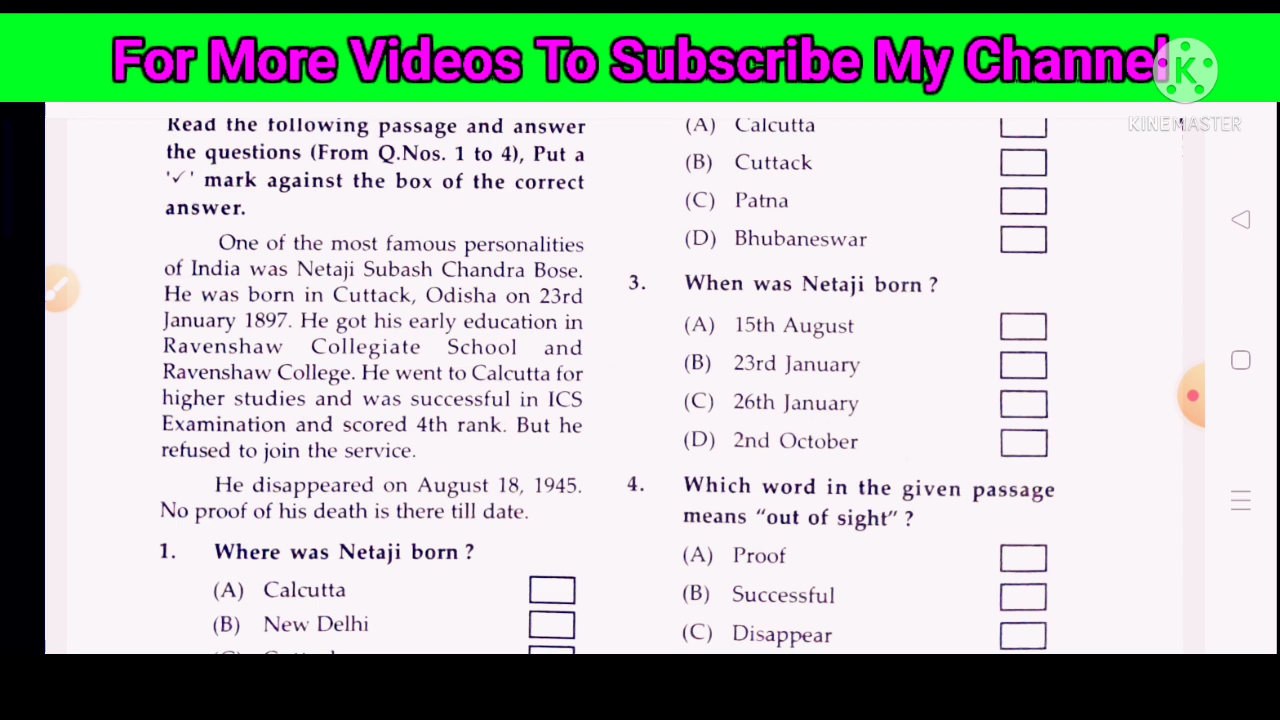 For More Videos To Subscribe My Channel
K
KINEMASTER
Read the following passage and answer
the questions (From Q.Nos. 1 to 4), Put a
'✓' mark against the box of the correct
answer.
One of the most famous personalities
of India was Netaji Subash Chandra Bose.
He was born in Cuttack, Odisha on 23rd
January 1897. He got his early education in
Ravenshaw Collegiate School and
Ravenshaw College. He went to Calcutta for
higher studies and was successful in ICS
Examination and scored 4th rank. But he
refused to join the service.
He disappeared on August 18, 1945.
No proof of his death is there till date.
1. Where was Netaji born ?
(A) Calcutta
(B) New Delhi
(A) Calcutta
(B) Cuttack
(C) Patna
(D) Bhubaneswar
3. When was Netaji born ?
(A) 15th August
(B) 23rd January
(C) 26th January
(D) 2nd October
4. Which word in the given passage
means "out of sight" ?
(A) Proof
(B) Successful
(C) Disappear